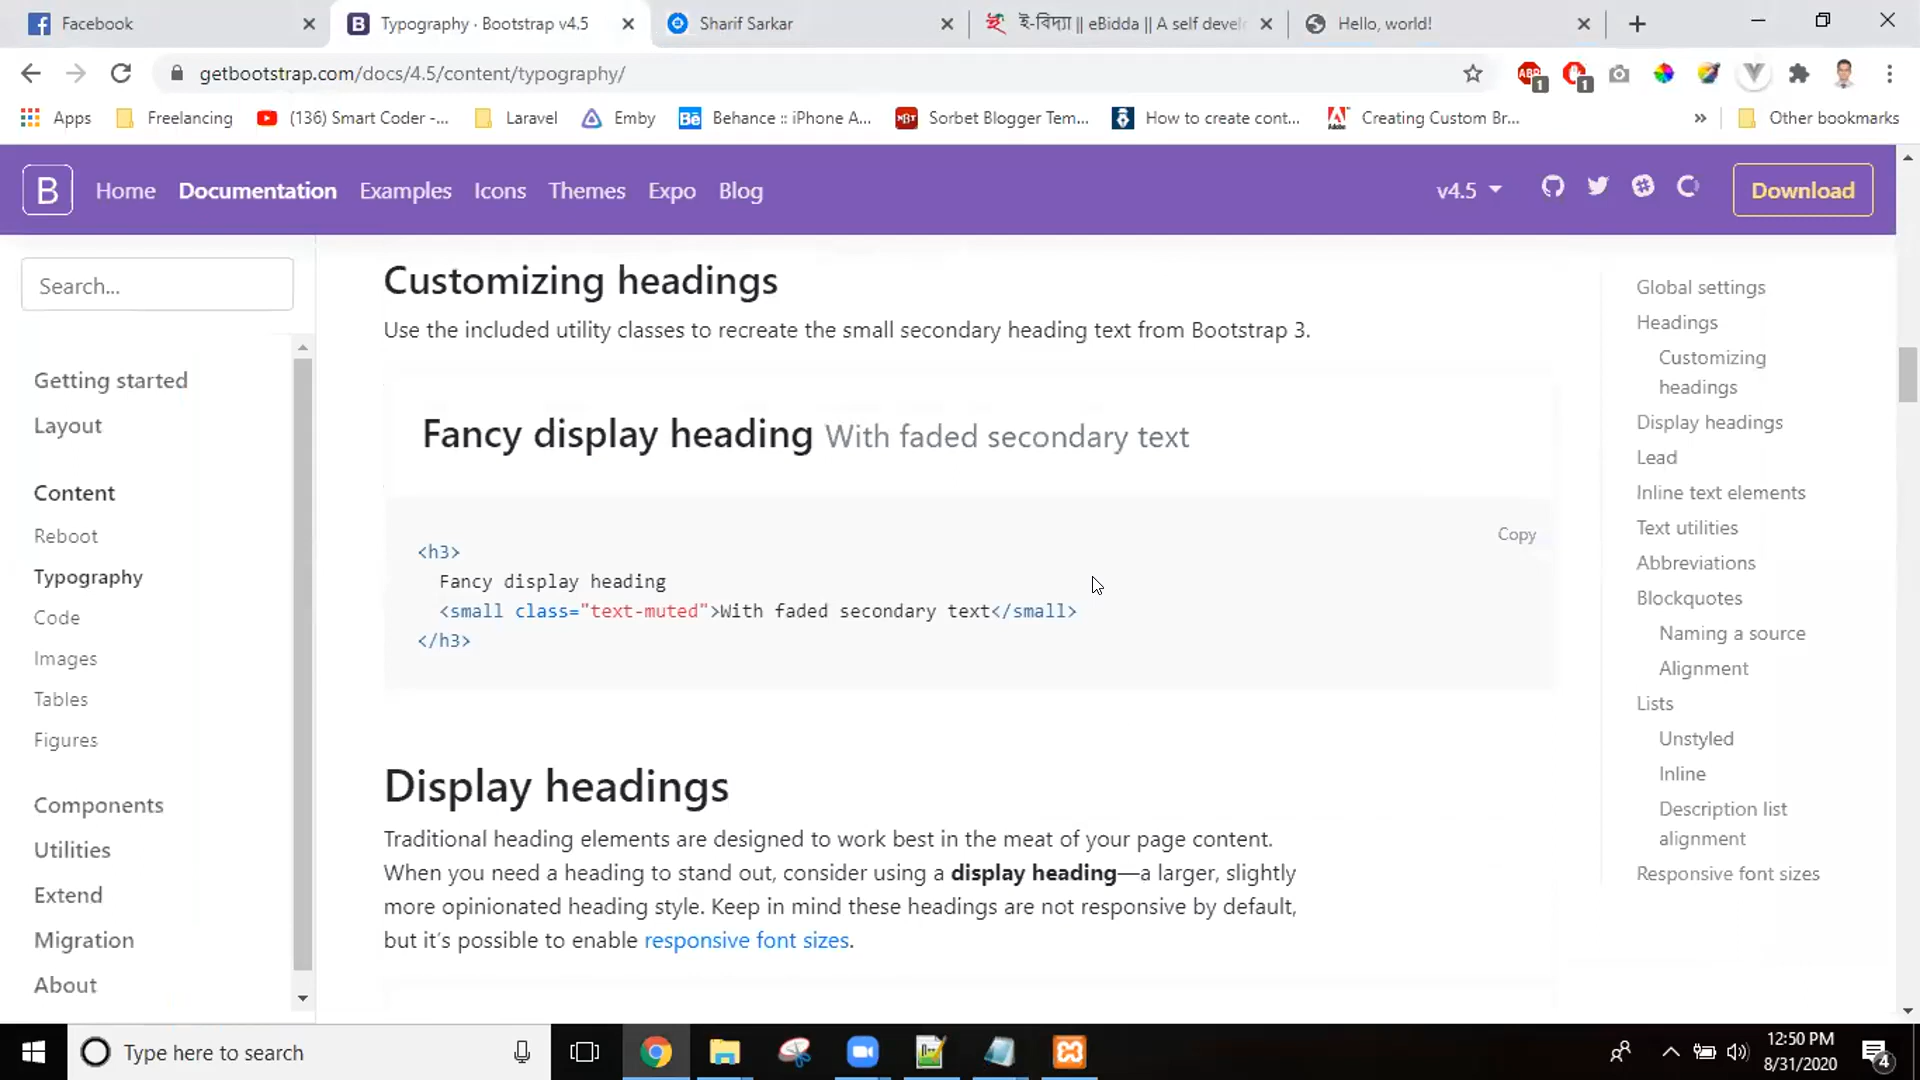 Facebook
Typography · Bootstrap v4.5
Sharif Sarkar
ই-বিদ্যা || eBidda || A self devel
Hello, world!
getbootstrap.com/docs/4.5/content/typography/
ABP
1
1
Apps
Freelancing
(136) Smart Coder -...
Laravel
Emby
Bē
Behance :: iPhone A...
MBT
Sorbet Blogger Tem...
How to create cont...
Adobe
Creating Custom Br...
»
Other bookmarks
B
Home
Documentation
Examples
Icons
Themes
Expo
Blog
v4.5
Download
Search...
Getting started
Layout
Content
Reboot
Typography
Code
Images
Tables
Figures
Components
Utilities
Extend
Migration
About
Customizing headings
Use the included utility classes to recreate the small secondary heading text from Bootstrap 3.
Fancy display heading With faded secondary text
Copy
<h3>
Fancy display heading
<small class="text-muted">With faded secondary text</small>
</h3>
Display headings
Traditional heading elements are designed to work best in the meat of your page content.
When you need a heading to stand out, consider using a display heading—a larger, slightly
more opinionated heading style. Keep in mind these headings are not responsive by default,
but it's possible to enable responsive font sizes.
Global settings
Headings
Customizing
headings
Display headings
Lead
Inline text elements
Text utilities
Abbreviations
Blockquotes
Naming a source
Alignment
Lists
Unstyled
Inline
Description list
alignment
Responsive font sizes
Type here to search
12:50 PM
8/31/2020
4